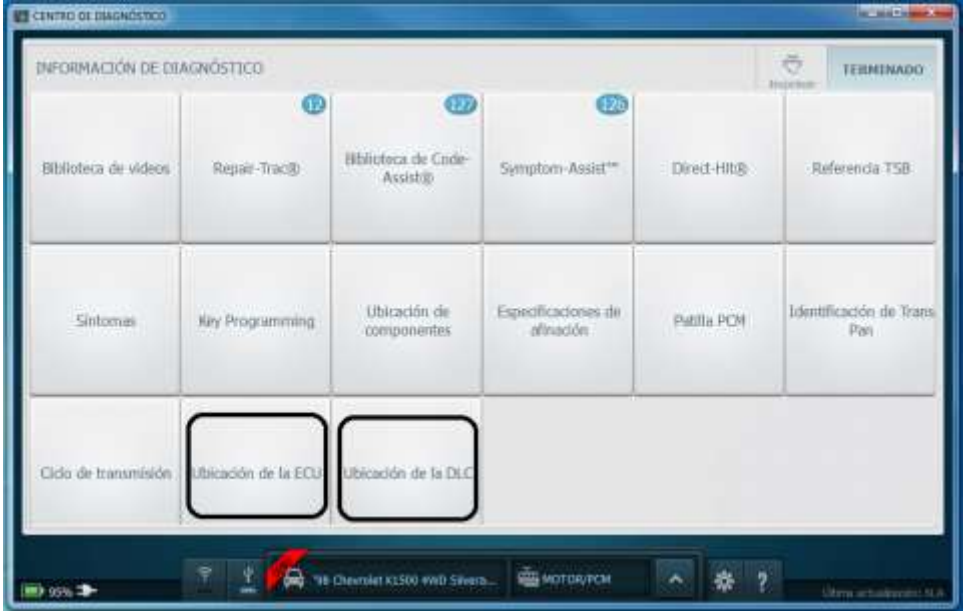 CENTRO DE DIAGNÓSTICO
INFORMACIÓN DE DIAGNÓSTICO
Imprimir
TERMINADO
12
127
126
Biblioteca de videos
Repair-Trac®
Biblioteca de Code-
Assist®
Symptom-Assist™
Direct-Hit®
Referencia TSB
Síntomas
Key Programming
Ubicación de
componentes
Especificaciones de
afinación
Patilla PCM
Identificación de Trans
Pan
Ciclo de transmisión
Ubicación de la ECU
Ubicación de la DLC
95%
'98 Chevrolet K1500 4WD Silvera...
MOTOR/PCM
?
Última actualización: N.A